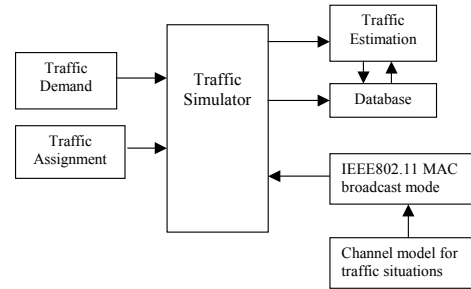 Traffic
Demand
Traffic
Assignment
Traffic
Simulator
Traffic
Estimation
Database
IEEE802.11 MAC
broadcast mode
Channel model for
traffic situations